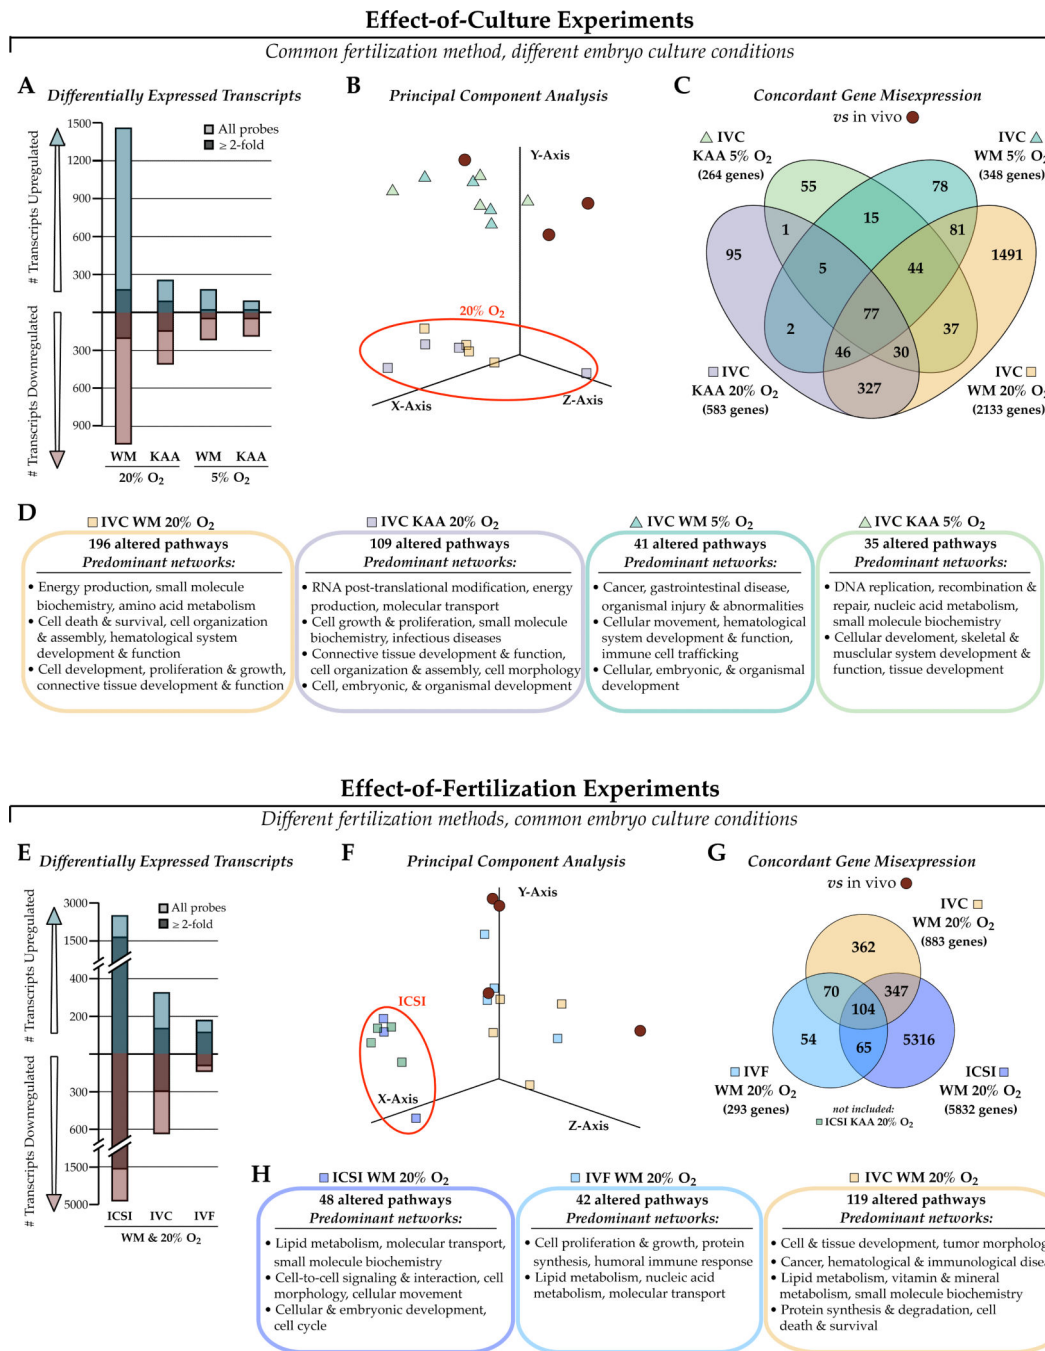 Effect-of-Culture Experiments
Common fertilization method, different embryo culture conditions
A
Differentially Expressed Transcripts
# Transcripts Upregulated
# Transcripts Downregulated
1500
1200
900
600
300
300
600
900
All probes
≥ 2-fold
WM KAA WM KAA
20% O2 5% O2
B
Principal Component Analysis
Y-Axis
20% O2
X-Axis
Z-Axis
C
Concordant Gene Misexpression
vs in vivo
IVC
KAA 5% O2
(264 genes)
IVC
WM 5% O2
(348 genes)
55
78
15
1
81
95
5
44
1491
77
2
37
46
30
327
IVC
KAA 20% O2
(583 genes)
IVC
WM 20% O2
(2133 genes)
D
IVC WM 20% O2
196 altered pathways
Predominant networks:
• Energy production, small molecule
biochemistry, amino acid metabolism
• Cell death & survival, cell organization
& assembly, hematological system
development & function
• Cell development, proliferation & growth,
connective tissue development & function
IVC KAA 20% O2
109 altered pathways
Predominant networks:
• RNA post-translational modification, energy
production, molecular transport
• Cell growth & proliferation, small molecule
biochemistry, infectious diseases
• Connective tissue development & function,
cell organization & assembly, cell morphology
• Cell, embryonic, & organismal development
IVC WM 5% O2
41 altered pathways
Predominant networks:
• Cancer, gastrointestinal disease,
organismal injury & abnormalities
• Cellular movement, hematological
system development & function,
immune cell trafficking
• Cellular, embryonic, & organismal
development
IVC KAA 5% O2
35 altered pathways
Predominant networks:
• DNA replication, recombination &
repair, nucleic acid metabolism,
small molecule biochemistry
• Cellular develoment, skeletal &
musclular system development &
function, tissue development
Effect-of-Fertilization Experiments
Different fertilization methods, common embryo culture conditions
E
Differentially Expressed Transcripts
# Transcripts Upregulated
# Transcripts Downregulated
3000
1500
400
200
300
600
1500
5000
All probes
≥ 2-fold
ICSI IVC IVF
WM & 20% O2
F
Principal Component Analysis
Y-Axis
ICSI
X-Axis
Z-Axis
G
Concordant Gene Misexpression
vs in vivo
IVC
WM 20% O2
(883 genes)
362
70
347
104
54
65
5316
IVF
WM 20% O2
(293 genes)
ICSI
WM 20% O2
(5832 genes)
not included:
ICSI KAA 20% O2
H
ICSI WM 20% O2
48 altered pathways
Predominant networks:
• Lipid metabolism, molecular transport,
small molecule biochemistry
• Cell-to-cell signaling & interaction, cell
morphology, cellular movement
• Cellular & embryonic development,
cell cycle
IVF WM 20% O2
42 altered pathways
Predominant networks:
• Cell proliferation & growth, protein
synthesis, humoral immune response
• Lipid metabolism, nucleic acid
metabolism, molecular transport
IVC WM 20% O2
119 altered pathways
Predominant networks:
• Cell & tissue development, tumor morpholog
• Cancer, hematological & immunological disea
• Lipid metabolism, vitamin & mineral
metabolism, small molecule biochemistry
• Protein synthesis & degradation, cell
death & survival